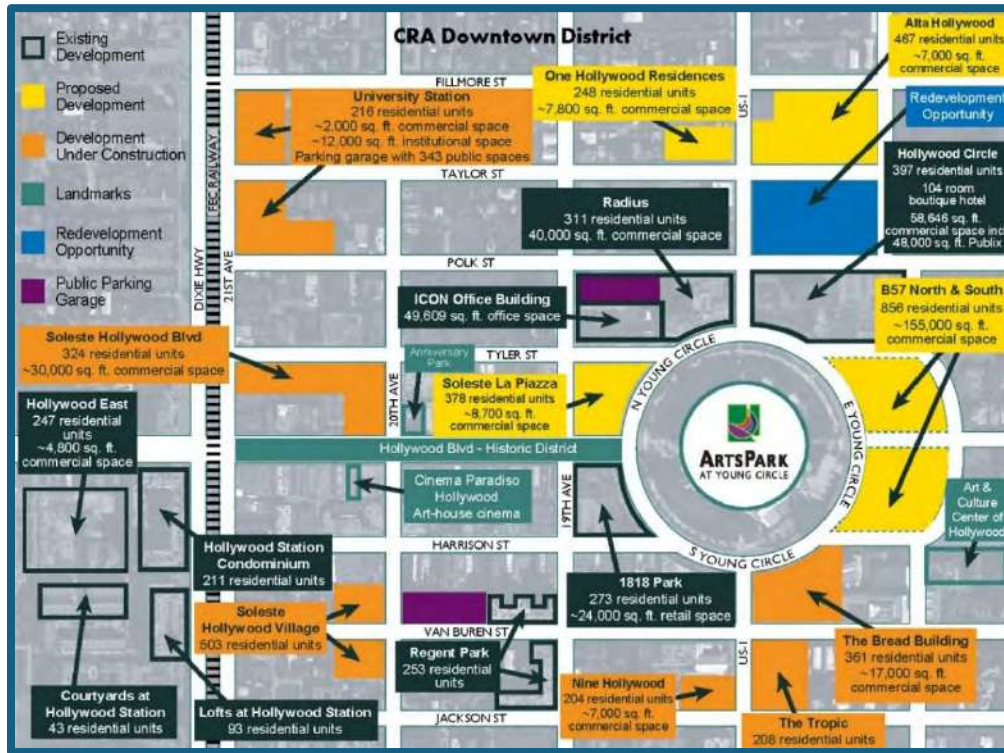 CRA Downtown District
Existing
Development
Proposed
Development
Development
Under Construction
Landmarks
Redevelopment
Opportunity
Public Parking
Garage
FEC RAILWAY
DIXIE HWY
21ST AVE
FILLMORE ST
University Station
216 residential units
~2,000 sq. ft. commercial space
~12,000 sq. ft. institutional space
Parking garage with 343 public spaces
One Hollywood Residences
248 residential units
~7,800 sq. ft. commercial space
US-1
Alta Hollywood
467 residential units
~7,000 sq. ft.
commercial space
Redevelopment
Opportunity
TAYLOR ST
Radius
311 residential units
40,000 sq. ft. commercial space
Hollywood Circle
397 residential units
104 room
boutique hotel
58,646 sq. ft.
commercial space incl
48,000 sq. ft. Publix
POLK ST
ICON Office Building
49,609 sq. ft. office space
B57 North & South
856 residential units
~155,000 sq. ft.
commercial space
Soleste Hollywood Blvd
324 residential units
~30,000 sq. ft. commercial space
Anniversary
Park
TYLER ST
20TH AVE
Soleste La Piazza
378 residential units
~8,700 sq. ft.
commercial space
N YOUNG CIRCLE
E YOUNG CIRCLE
ARTSPARK
AT YOUNG CIRCLE
Hollywood East
247 residential
units
~4,800 sq. ft.
commercial space
Hollywood Blvd - Historic District
Cinema Paradiso
Hollywood
Art-house cinema
19TH AVE
Art &
Culture
Center of
Hollywood
HARRISON ST
S YOUNG CIRCLE
Hollywood Station
Condominium
211 residential units
1818 Park
273 residential units
~24,000 sq. ft. retail space
Soleste
Hollywood Village
503 residential units
VAN BUREN ST
Regent Park
253 residential
units
US-1
The Bread Building
361 residential units
~17,000 sq. ft.
commercial space
Nine Hollywood
204 residential units
~7,000 sq. ft.
commercial space
Courtyards at
Hollywood Station
43 residential units
Lofts at Hollywood Station
93 residential units
JACKSON ST
The Tropic
208 residential units